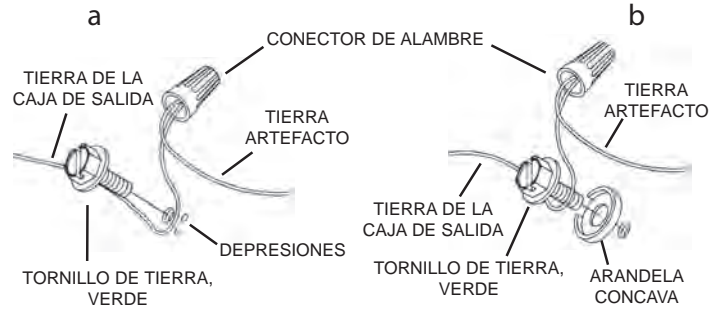 a
b
CONECTOR DE ALAMBRE
TIERRA DE LA
CAJA DE SALIDA
TIERRA
ARTEFACTO
DEPRESIONES
TORNILLO DE TIERRA,
VERDE
TIERRA
ARTEFACTO
TIERRA DE LA
CAJA DE SALIDA
TORNILLO DE TIERRA,
VERDE
ARANDELA
CONCAVA